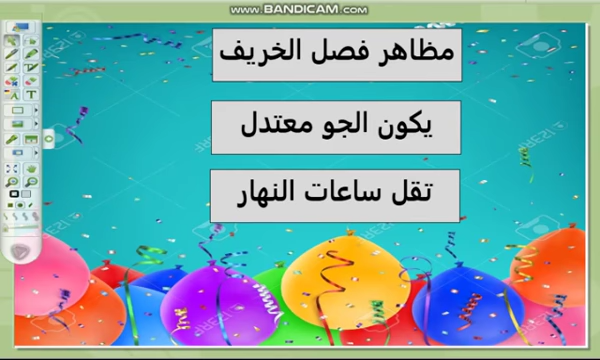 www.BANDICAM.com
مظاهر فصل الخريف
يكون الجو معتدل
تقل ساعات النهار